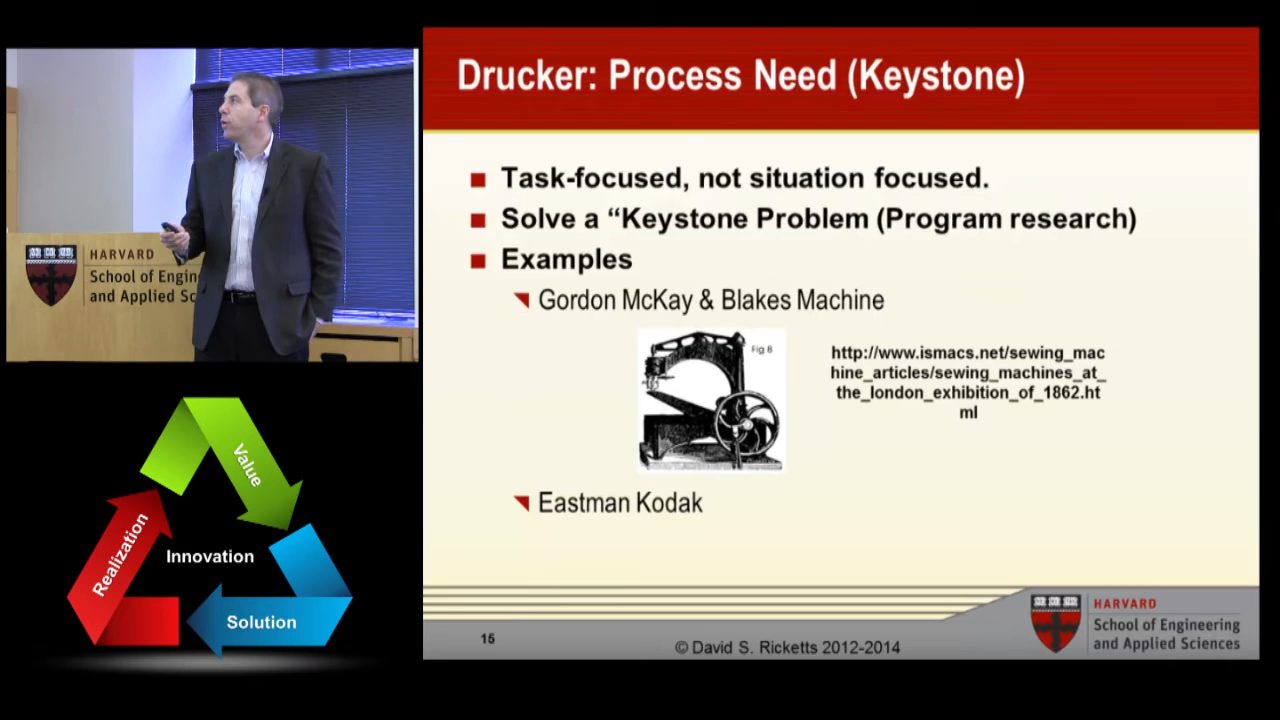 Drucker: Process Need (Keystone)
Task-focused, not situation focused.
Solve a “Keystone Problem (Program research)
Examples
Gordon McKay & Blakes Machine
Fig 8
http://www.ismacs.net/sewing_mac
hine_articles/sewing_machines_at_
the_london_exhibition_of_1862.ht
ml
Eastman Kodak
15
© David S. Ricketts 2012-2014
HARVARD
School of Engineering
and Applied Sciences
HARVARD
School of Engin
and Applied Sc
Value
Realization
Innovation
Solution